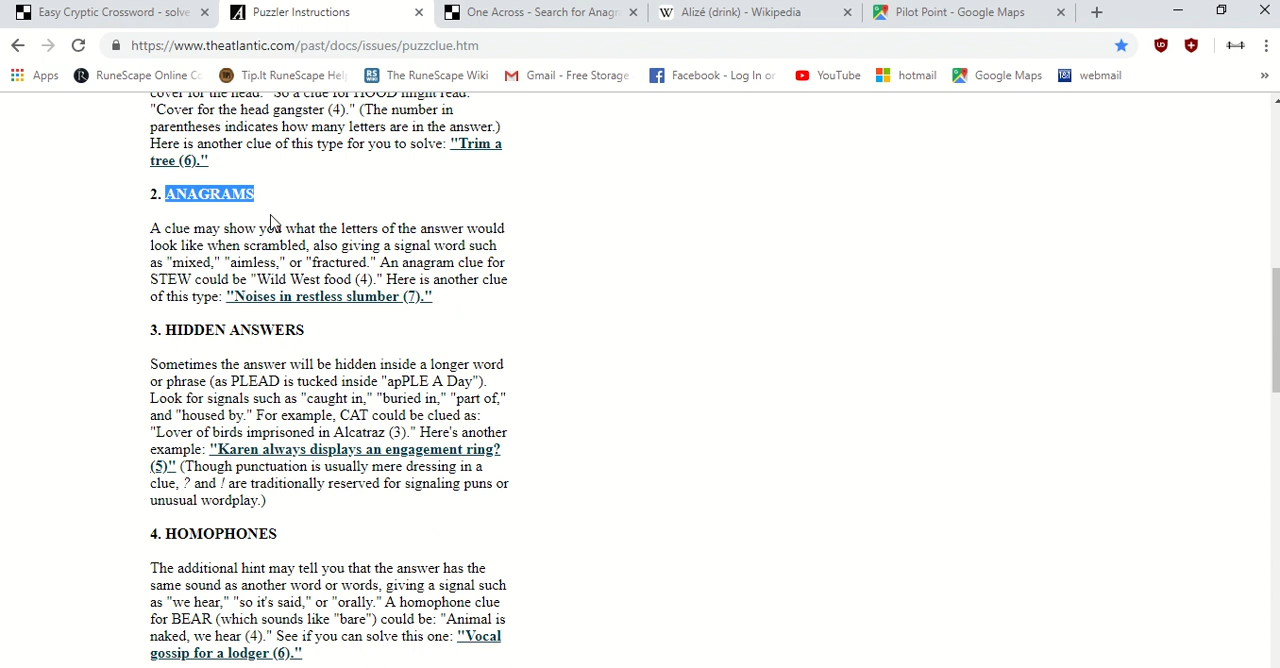 Easy Cryptic Crossword - solve
Puzzler Instructions
One Across - Search for Anagr
Alizé (drink) - Wikipedia
Pilot Point - Google Maps
https://www.theatlantic.com/past/docs/issues/puzzclue.htm
Apps
RuneScape Online Co
Tip.It RuneScape Hel
The RuneScape Wiki
Gmail - Free Storage
Facebook - Log In or
YouTube
hotmail
Google Maps
webmail
cover for the head." So a clue for HOOD might read:
"Cover for the head gangster (4)." (The number in
parentheses indicates how many letters are in the answer.)
Here is another clue of this type for you to solve: "Trim a
tree (6)."
2. ANAGRAMS
A clue may show you what the letters of the answer would
look like when scrambled, also giving a signal word such
as "mixed," "aimless," or "fractured." An anagram clue for
STEW could be "Wild West food (4)." Here is another clue
of this type: "Noises in restless slumber (7)."
3. HIDDEN ANSWERS
Sometimes the answer will be hidden inside a longer word
or phrase (as PLEAD is tucked inside "apPLE A Day").
Look for signals such as "caught in," "buried in," "part of,"
and "housed by." For example, CAT could be clued as:
"Lover of birds imprisoned in Alcatraz (3)." Here's another
example: "Karen always displays an engagement ring?
(5)" (Though punctuation is usually mere dressing in a
clue, ? and ! are traditionally reserved for signaling puns or
unusual wordplay.)
4. HOMOPHONES
The additional hint may tell you that the answer has the
same sound as another word or words, giving a signal such
as "we hear," "so it's said," or "orally." A homophone clue
for BEAR (which sounds like "bare") could be: "Animal is
naked, we hear (4)." See if you can solve this one: "Vocal
gossip for a lodger (6)."